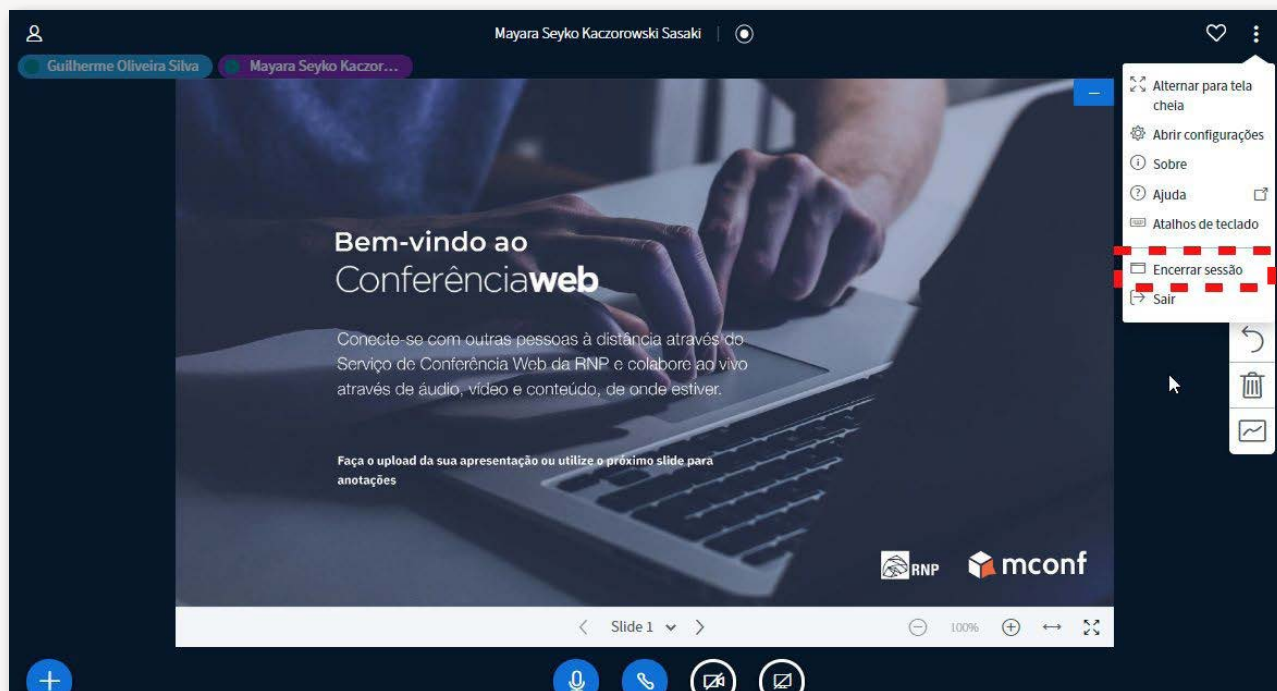 Mayara Seyko Kaczorowski Sasaki
Guilherme Oliveira Silva
Mayara Seyko Kaczor...
Alternar para tela
cheia
Abrir configurações
Sobre
Ajuda
Atalhos de teclado
Encerrar sessão
Sair
Bem-vindo ao
Conferênciaweb
Conecte-se com outras pessoas à distância através do
Serviço de Conferência Web da RNP e colabore ao vivo
através de áudio, vídeo e conteúdo, de onde estiver.
Faça o upload da sua apresentação ou utilize o próximo slide para
anotações
RNP
mconf
Slide 1
100%